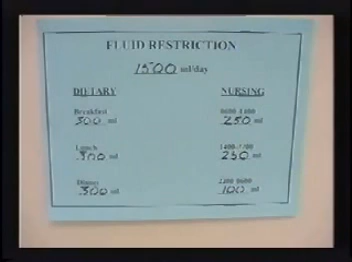 FLUID RESTRICTION
1500 ml/day
DIETARY NURSING
Breakfast 0600-1400
300 ml 250 ml
Lunch 1400-2200
300 ml 250 ml
Dinner 2200-0600
300 ml 100 ml